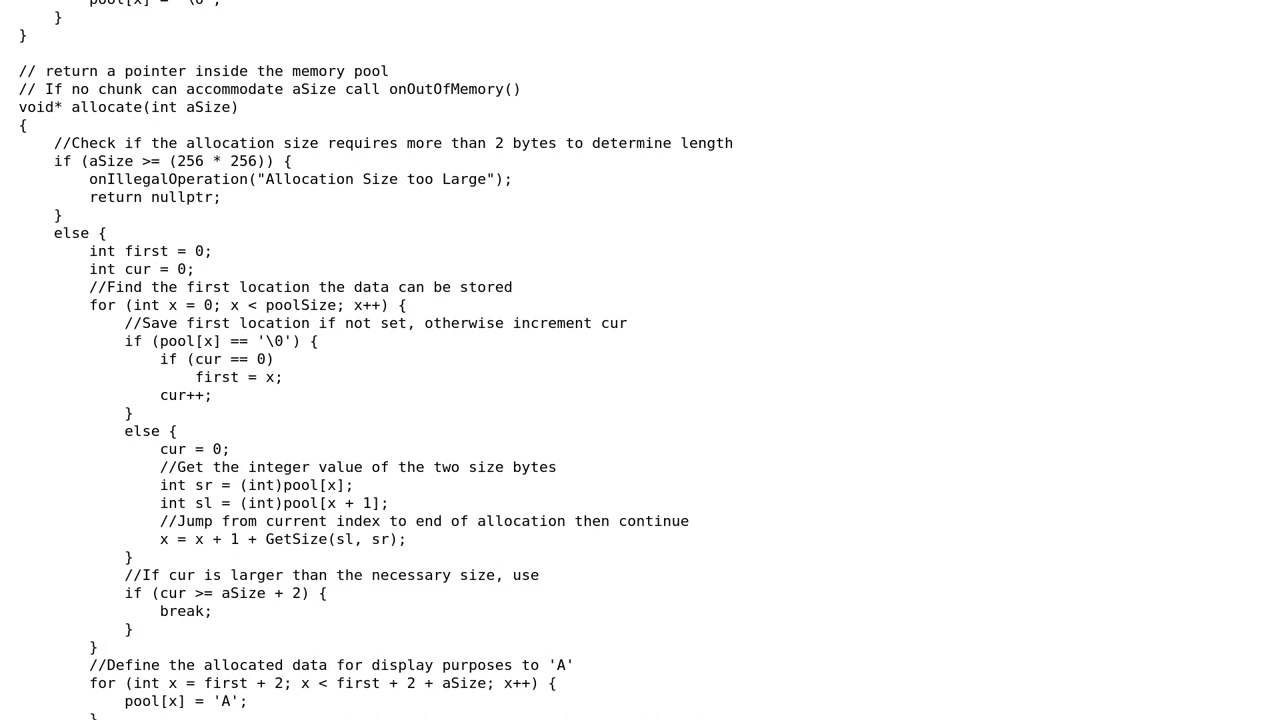 pool[x] = '\0';
    }
}

// return a pointer inside the memory pool
// If no chunk can accommodate aSize call onOutOfMemory()
void* allocate(int aSize)
{
    //Check if the allocation size requires more than 2 bytes to determine length
    if (aSize >= (256 * 256)) {
        onIllegalOperation("Allocation Size too Large");
        return nullptr;
    }
    else {
        int first = 0;
        int cur = 0;
        //Find the first location the data can be stored
        for (int x = 0; x < poolSize; x++) {
            //Save first location if not set, otherwise increment cur
            if (pool[x] == '\0') {
                if (cur == 0)
                    first = x;
                cur++;
            }
            else {
                cur = 0;
                //Get the integer value of the two size bytes
                int sr = (int)pool[x];
                int sl = (int)pool[x + 1];
                //Jump from current index to end of allocation then continue
                x = x + 1 + GetSize(sl, sr);
            }
            //If cur is larger than the necessary size, use
            if (cur >= aSize + 2) {
                break;
            }
        }
        //Define the allocated data for display purposes to 'A'
        for (int x = first + 2; x < first + 2 + aSize; x++) {
            pool[x] = 'A';
        }